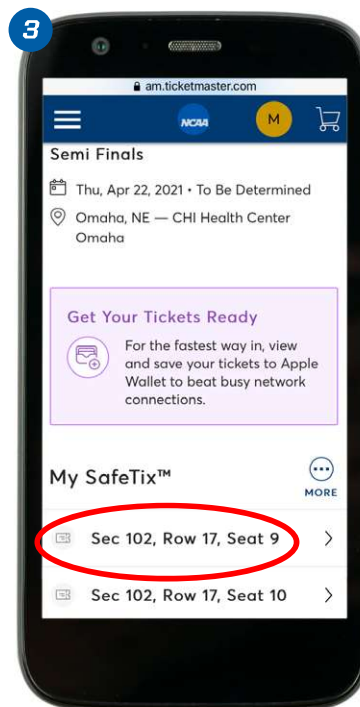 3
am.ticketmaster.com
NCAA
M
Semi Finals
Thu, Apr 22, 2021 • To Be Determined
Omaha, NE — CHI Health Center
Omaha
Get Your Tickets Ready
For the fastest way in, view
and save your tickets to Apple
Wallet to beat busy network
connections.
My SafeTix™
MORE
Sec 102, Row 17, Seat 9
Sec 102, Row 17, Seat 10